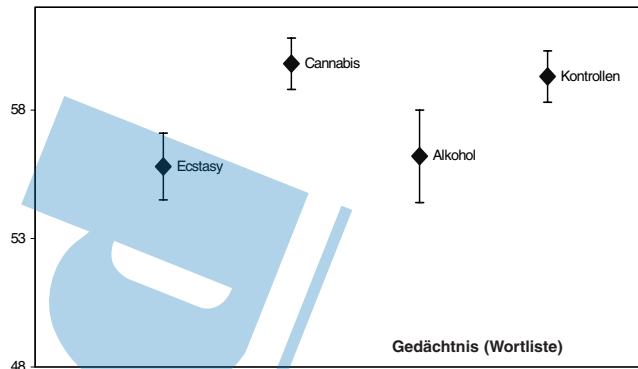 Cannabis
Kontrollen
58
Alkohol
Ecstasy
53
Gedächtnis (Wortliste)
48